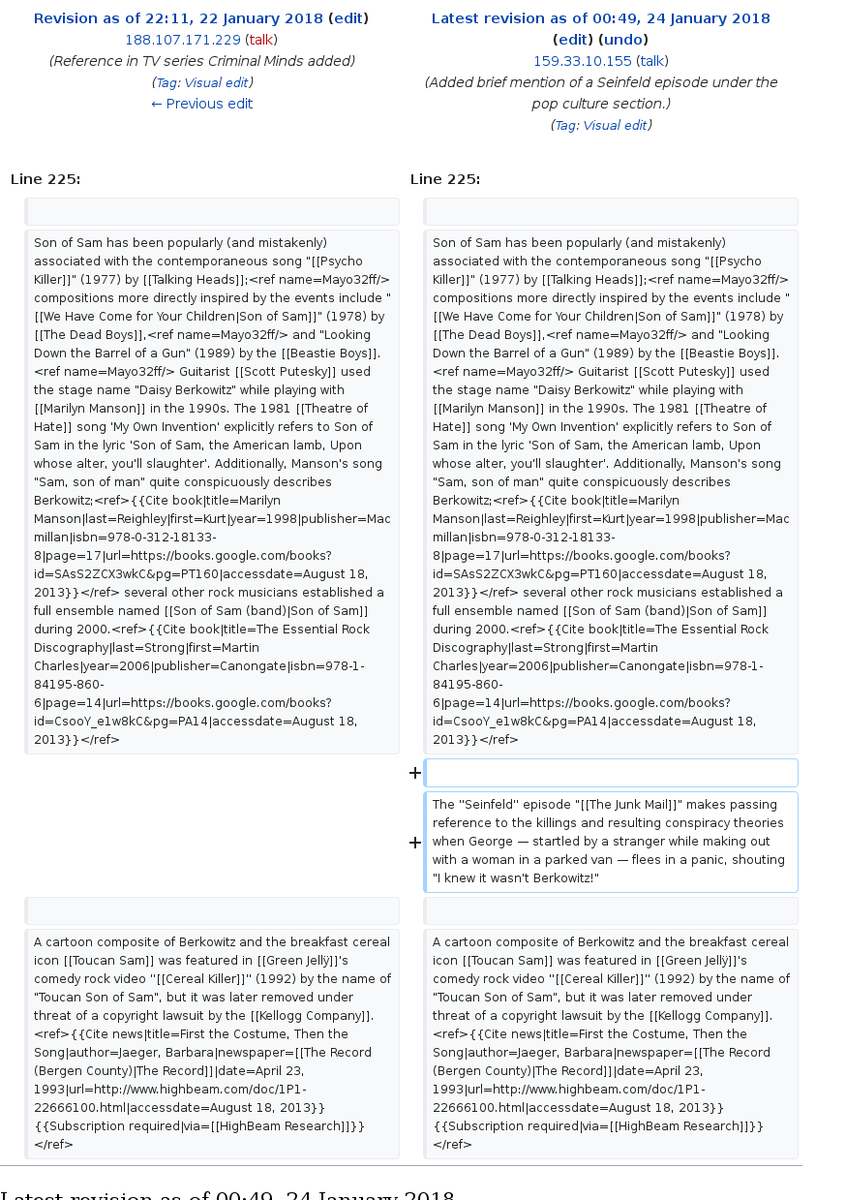 Revision as of 22:11, 22 January 2018 (edit)
188.107.171.229 (talk)
(Reference in TV series Criminal Minds added)
(Tag: Visual edit)
← Previous edit
Latest revision as of 00:49, 24 January 2018
(edit) (undo)
159.33.10.155 (talk)
(Added brief mention of a Seinfeld episode under the
pop culture section.)
(Tag: Visual edit)
Line 225:
Line 225:
Son of Sam has been popularly (and mistakenly)
associated with the contemporaneous song "[[Psycho
Killer]]" (1977) by [[Talking Heads]];<ref name=Mayo32ff/>
compositions more directly inspired by the events include "
[[We Have Come for Your Children|Son of Sam]]" (1978) by
[[The Dead Boys]],<ref name=Mayo32ff/> and "Looking
Down the Barrel of a Gun" (1989) by the [[Beastie Boys]].
<ref name=Mayo32ff/> Guitarist [[Scott Putesky]] used
the stage name "Daisy Berkowitz" while playing with
[[Marilyn Manson]] in the 1990s. The 1981 [[Theatre of
Hate]] song 'My Own Invention' explicitly refers to Son of
Sam in the lyric 'Son of Sam, the American lamb, Upon
whose alter, you'll slaughter'. Additionally, Manson's song
"Sam, son of man" quite conspicuously describes
Berkowitz;<ref>{{Cite book|title=Marilyn
Manson|last=Reighley|first=Kurt|year=1998|publisher=Mac
millan|isbn=978-0-312-18133-
8|page=17|url=https://books.google.com/books?
id=SAsS2ZCX3wkC&pg=PT160|accessdate=August 18,
2013}}</ref> several other rock musicians established a
full ensemble named [[Son of Sam (band)|Son of Sam]]
during 2000.<ref>{{Cite book|title=The Essential Rock
Discography|last=Strong|first=Martin
Charles|year=2006|publisher=Canongate|isbn=978-1-
84195-860-
6|page=14|url=https://books.google.com/books?
id=CsooY_e1w8kC&pg=PA14|accessdate=August 18,
2013}}</ref>
Son of Sam has been popularly (and mistakenly)
associated with the contemporaneous song "[[Psycho
Killer]]" (1977) by [[Talking Heads]];<ref name=Mayo32ff/>
compositions more directly inspired by the events include "
[[We Have Come for Your Children|Son of Sam]]" (1978) by
[[The Dead Boys]],<ref name=Mayo32ff/> and "Looking
Down the Barrel of a Gun" (1989) by the [[Beastie Boys]].
<ref name=Mayo32ff/> Guitarist [[Scott Putesky]] used
the stage name "Daisy Berkowitz" while playing with
[[Marilyn Manson]] in the 1990s. The 1981 [[Theatre of
Hate]] song 'My Own Invention' explicitly refers to Son of
Sam in the lyric 'Son of Sam, the American lamb, Upon
whose alter, you'll slaughter'. Additionally, Manson's song
"Sam, son of man" quite conspicuously describes
Berkowitz;<ref>{{Cite book|title=Marilyn
Manson|last=Reighley|first=Kurt|year=1998|publisher=Mac
millan|isbn=978-0-312-18133-
8|page=17|url=https://books.google.com/books?
id=SAsS2ZCX3wkC&pg=PT160|accessdate=August 18,
2013}}</ref> several other rock musicians established a
full ensemble named [[Son of Sam (band)|Son of Sam]]
during 2000.<ref>{{Cite book|title=The Essential Rock
Discography|last=Strong|first=Martin
Charles|year=2006|publisher=Canongate|isbn=978-1-
84195-860-
6|page=14|url=https://books.google.com/books?
id=CsooY_e1w8kC&pg=PA14|accessdate=August 18,
2013}}</ref>
+
+
The ''Seinfeld'' episode "[[The Junk Mail]]" makes passing
reference to the killings and resulting conspiracy theories
when George — startled by a stranger while making out
with a woman in a parked van — flees in a panic, shouting
"I knew it wasn't Berkowitz!"
A cartoon composite of Berkowitz and the breakfast cereal
icon [[Toucan Sam]] was featured in [[Green Jellÿ]]'s
comedy rock video ''[[Cereal Killer]]'' (1992) by the name of
"Toucan Son of Sam", but it was later removed under
threat of a copyright lawsuit by the [[Kellogg Company]].
<ref>{{Cite news|title=First the Costume, Then the
Song|author=Jaeger, Barbara|newspaper=[[The Record
(Bergen County)|The Record]]|date=April 23,
1993|url=http://www.highbeam.com/doc/1P1-
22666100.html|accessdate=August 18, 2013}}
{{Subscription required|via=[[HighBeam Research]]}}
</ref>
A cartoon composite of Berkowitz and the breakfast cereal
icon [[Toucan Sam]] was featured in [[Green Jellÿ]]'s
comedy rock video ''[[Cereal Killer]]'' (1992) by the name of
"Toucan Son of Sam", but it was later removed under
threat of a copyright lawsuit by the [[Kellogg Company]].
<ref>{{Cite news|title=First the Costume, Then the
Song|author=Jaeger, Barbara|newspaper=[[The Record
(Bergen County)|The Record]]|date=April 23,
1993|url=http://www.highbeam.com/doc/1P1-
22666100.html|accessdate=August 18, 2013}}
{{Subscription required|via=[[HighBeam Research]]}}
</ref>
Latest revision as of 00:49, 24 January 2018